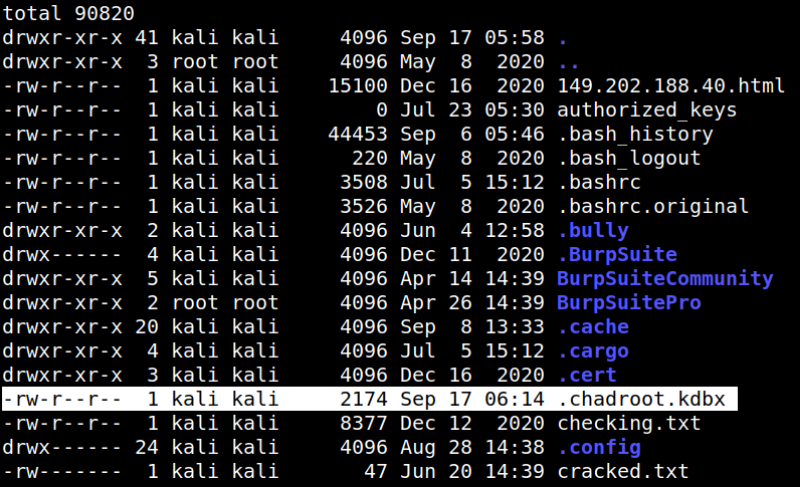 total 90820
drwxr-xr-x 41 kali kali     4096 Sep 17 05:58 .
drwxr-xr-x  3 root root     4096 May  8  2020 ..
-rw-r--r--  1 kali kali    15100 Dec 16  2020 149.202.188.40.html
-rw-r--r--  1 kali kali        0 Jul 23 05:30 authorized_keys
-rw-r--r--  1 kali kali    44453 Sep  6 05:46 .bash_history
-rw-r--r--  1 kali kali      220 May  8  2020 .bash_logout
-rw-r--r--  1 kali kali     3508 Jul  5 15:12 .bashrc
-rw-r--r--  1 kali kali     3526 May  8  2020 .bashrc.original
drwxr-xr-x  2 kali kali     4096 Jun  4 12:58 .bully
drwx------  4 kali kali     4096 Dec 11  2020 .BurpSuite
drwxr-xr-x  5 kali kali     4096 Apr 14 14:39 BurpSuiteCommunity
drwxr-xr-x  2 root root     4096 Apr 26 14:39 BurpSuitePro
drwxr-xr-x 20 kali kali     4096 Sep  8 13:33 .cache
drwxr-xr-x  4 kali kali     4096 Jul  5 15:12 .cargo
drwxr-xr-x  3 kali kali     4096 Dec 16  2020 .cert
-rw-r--r--  1 kali kali     2174 Sep 17 06:14 .chadroot.kdbx
-rw-r--r--  1 kali kali     8377 Dec 12  2020 checking.txt
drwx------ 24 kali kali     4096 Aug 28 14:38 .config
-rw-------  1 kali kali       47 Jun 20 14:39 cracked.txt